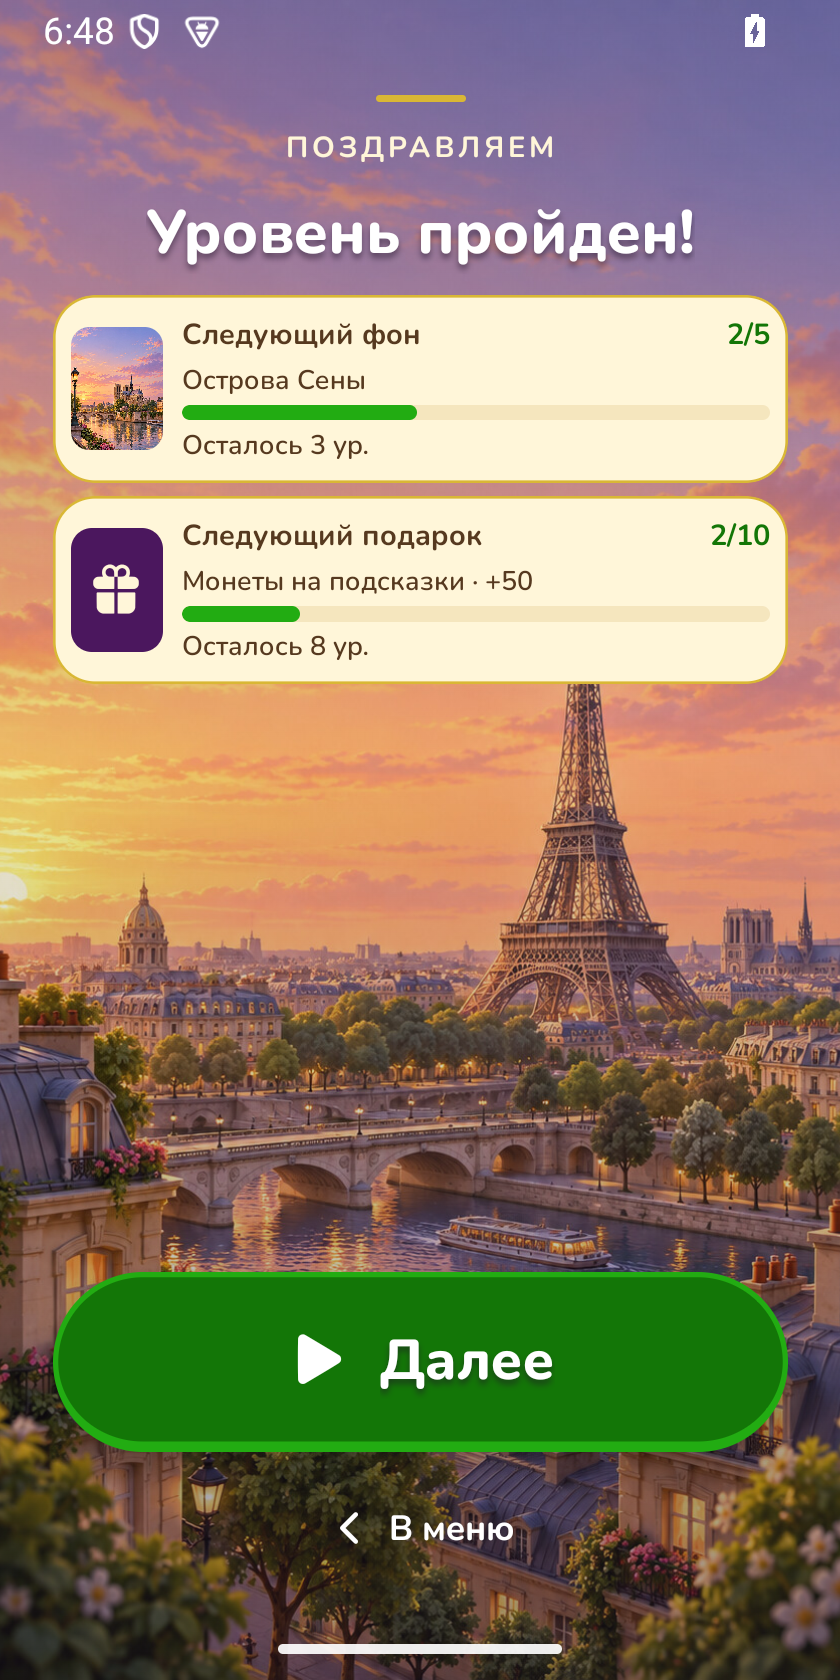 6:48
ПОЗДРАВЛЯЕМ
Уровень пройден!
Следующий фон 2/5
Острова Сены
Осталось 3 ур.
Следующий подарок 2/10
Монеты на подсказки · +50
Осталось 8 ур.
Далее
В меню